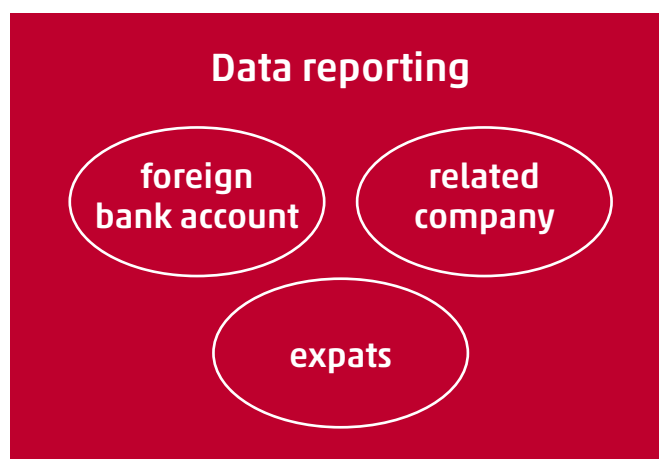 Data reporting
foreign
bank account
related
company
expats